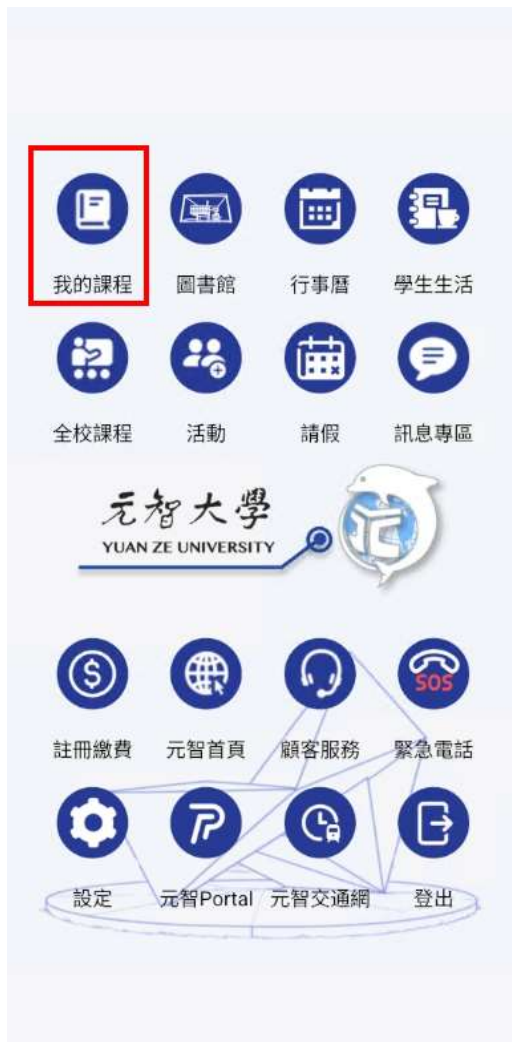 我的課程 圖書館 行事曆 學生生活
全校課程 活動 請假 訊息專區
元智大學
YUAN ZE UNIVERSITY
SOS
註冊繳費 元智首頁 顧客服務 緊急電話
設定 元智Portal 元智交通網 登出